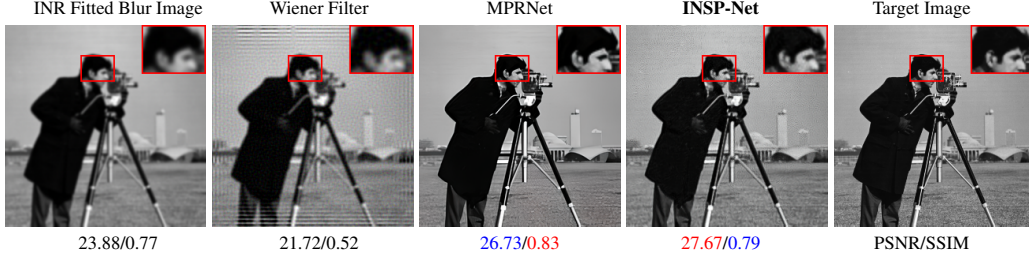 INR Fitted Blur Image Wiener Filter MPRNet INSP-Net Target Image
23.88/0.77 21.72/0.52 26.73/0.83 27.67/0.79 PSNR/SSIM